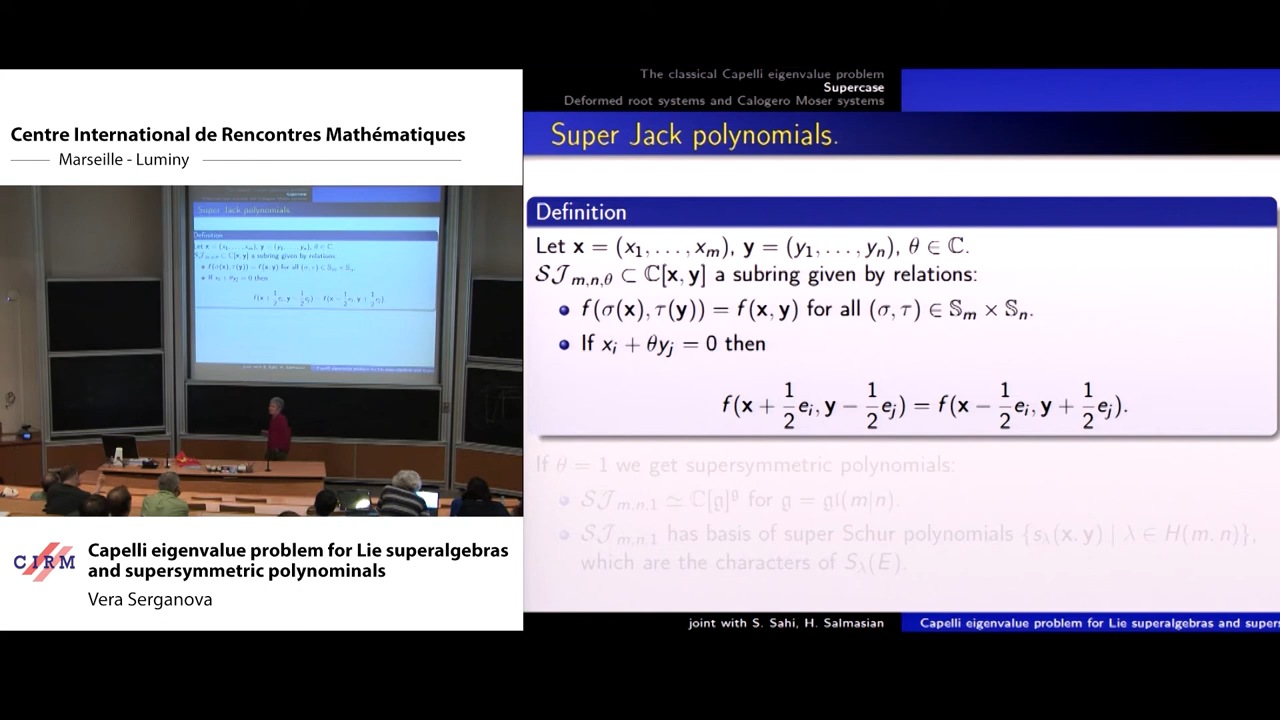 Centre International de Rencontres Mathématiques
Marseille - Luminy
The classical Capelli eigenvalue problem
Supercase
Deformed root systems and Calogero Moser systems
Super Jack polynomials.
Definition
Let x = (x₁, . . . , xₘ), y = (y₁, . . . , yₙ), θ ∈ ℂ.
𝒮𝒥ₘ,ₙ,θ ⊂ ℂ[x, y] a subring given by relations:
• f(σ(x), τ(y)) = f(x, y) for all (σ, τ) ∈ 𝕊ₘ × 𝕊ₙ.
• If xᵢ + θyⱼ = 0 then
f(x + 1/2 eᵢ, y − 1/2 eⱼ) = f(x − 1/2 eᵢ, y + 1/2 eⱼ).
If θ = 1 we get supersymmetric polynomials:
• 𝒮𝒥ₘ,ₙ,₁ ≃ ℂ[𝔤]^𝔤 for 𝔤 = 𝔤𝔩(m|n).
• 𝒮𝒥ₘ,ₙ,₁ has basis of super Schur polynomials {s_λ(x, y) | λ ∈ H(m, n)},
which are the characters of S_λ(E).
joint with S. Sahi, H. Salmasian
Capelli eigenvalue problem for Lie superalgebras and supers
CIRM
Capelli eigenvalue problem for Lie superalgebras
and supersymmetric polynominals
Vera Serganova